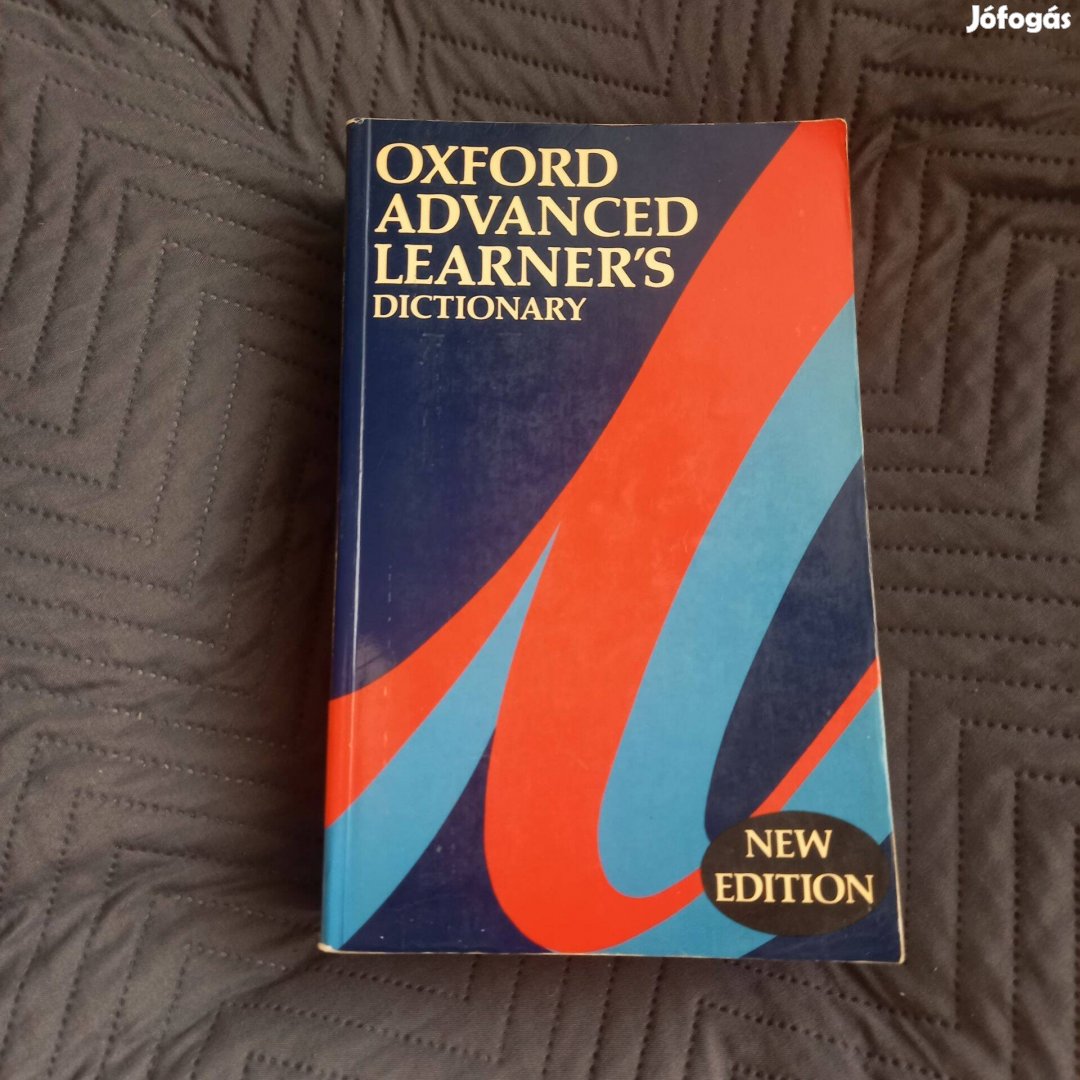 Jófogás
OXFORD
ADVANCED
LEARNER'S
DICTIONARY
NEW
EDITION